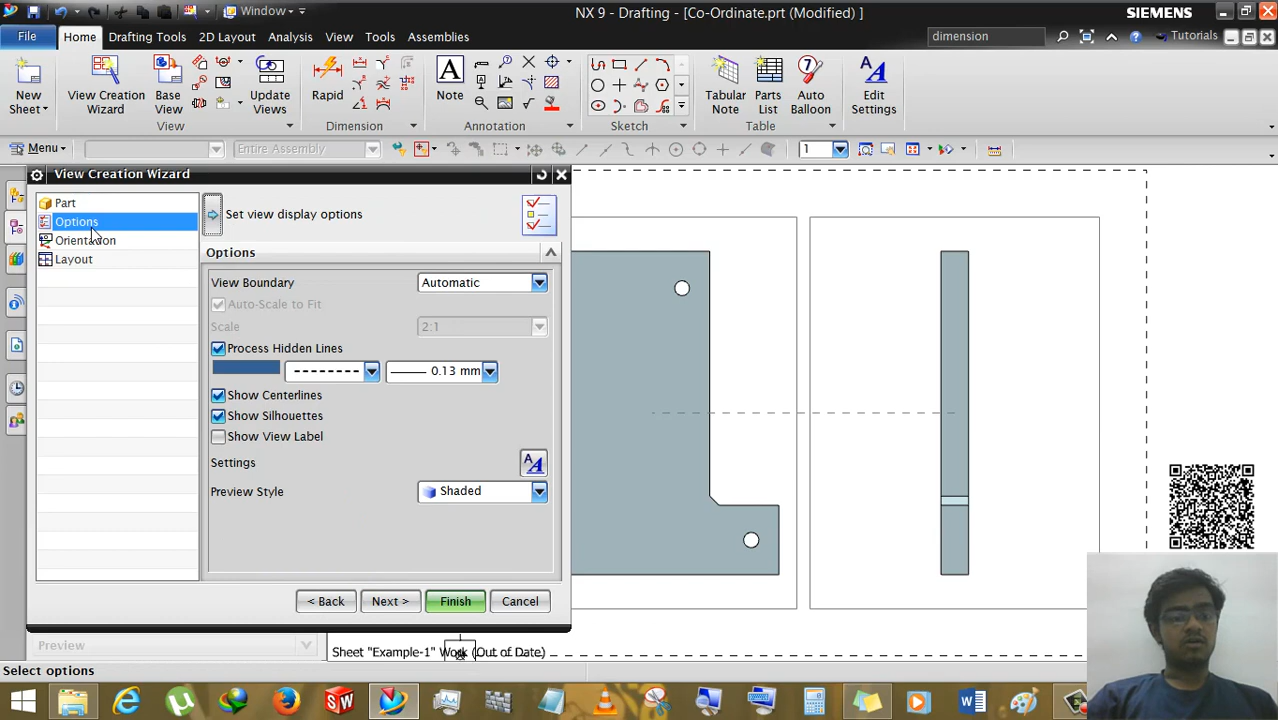 Window
NX 9 - Drafting - [Co-Ordinate.prt (Modified) ]
SIEMENS
File
Home
Drafting Tools
2D Layout
Analysis
View
Tools
Assemblies
dimension
Tutorials
New
Sheet
View Creation
Wizard
Base
View
Update
Views
Rapid
Note
Tabular
Note
Parts
List
Auto
Balloon
Edit
Settings
View
Dimension
Annotation
Sketch
Table
Menu
Entire Assembly
1
View Creation Wizard
Part
Options
Orientation
Layout
Set view display options
Options
View Boundary
Automatic
Auto-Scale to Fit
Scale
2:1
Process Hidden Lines
0.13 mm
Show Centerlines
Show Silhouettes
Show View Label
Settings
Preview Style
Shaded
< Back
Next >
Finish
Cancel
Preview
Sheet "Example-1" Work (Out of Date)
Select options